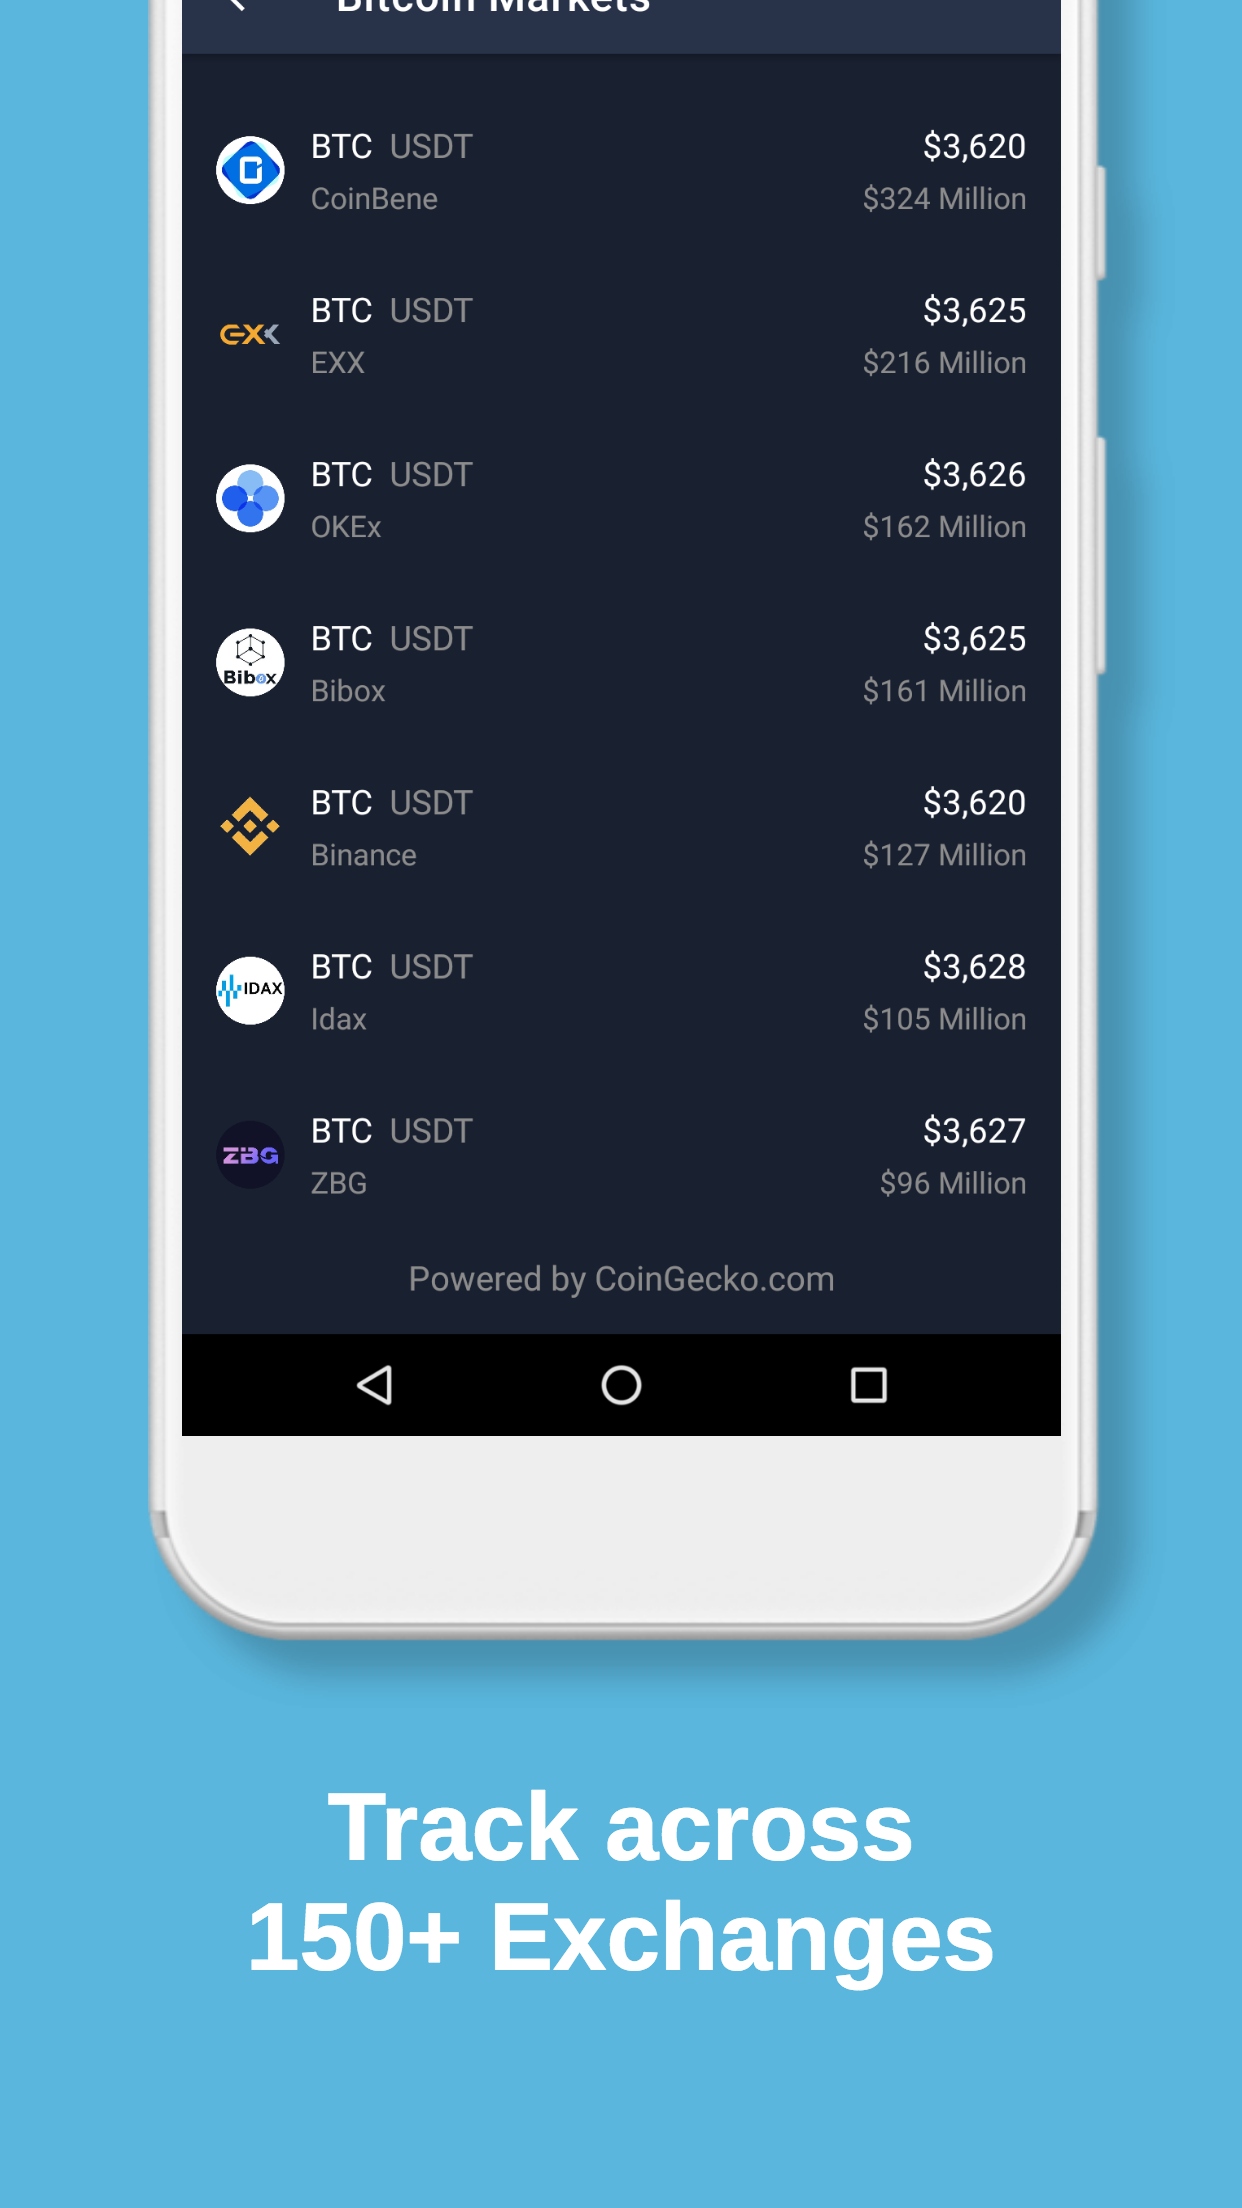 Bitcoin Markets
BTC USDT $3,620
CoinBene $324 Million
EXX
BTC USDT $3,625
EXX $216 Million
BTC USDT $3,626
OKEx $162 Million
Bibox
BTC USDT $3,625
Bibox $161 Million
BTC USDT $3,620
Binance $127 Million
IDAX
BTC USDT $3,628
Idax $105 Million
ZBG
BTC USDT $3,627
ZBG $96 Million
Powered by CoinGecko.com
Track across
150+ Exchanges